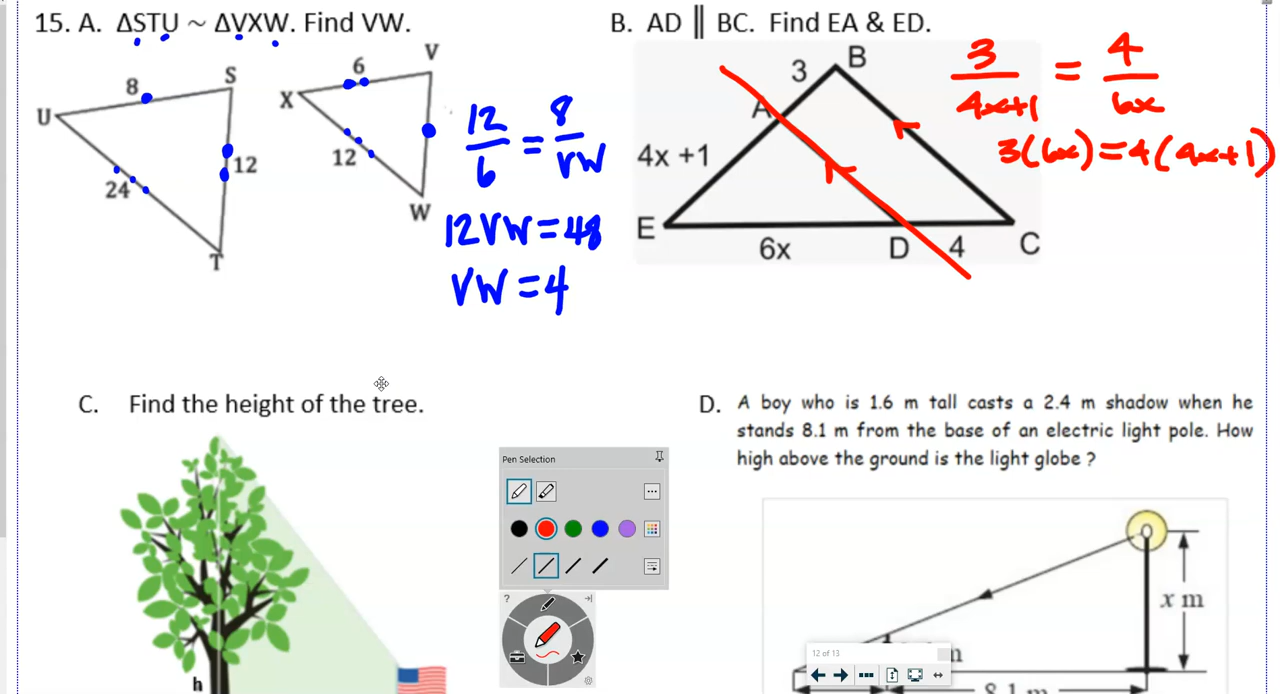 15. A. ΔSTU ~ ΔVXW. Find VW.
8
S
U
12
24
T
6
V
X
12
W
12/6 = 8/VW
12VW = 48
VW = 4
B. AD ∥ BC. Find EA & ED.
3
B
A
4x +1
E
6x
D
4
C
3/4x+1 = 4/6x
3(6x) = 4(4x+1)
C. Find the height of the tree.
h
Pen Selection
?
D. A boy who is 1.6 m tall casts a 2.4 m shadow when he
stands 8.1 m from the base of an electric light pole. How
high above the ground is the light globe ?
x m
12 of 13
m
8.1 m